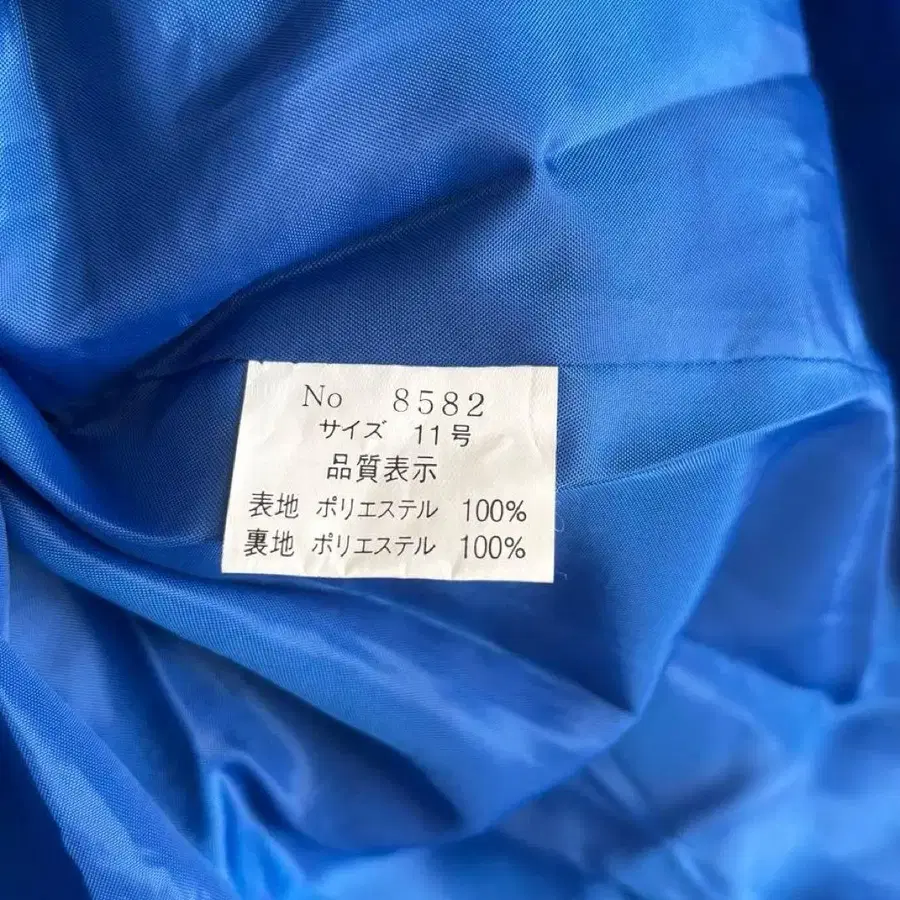 No 8582
サイズ 11号
品質表示
表地 ポリエステル 100%
裏地 ポリエステル 100%